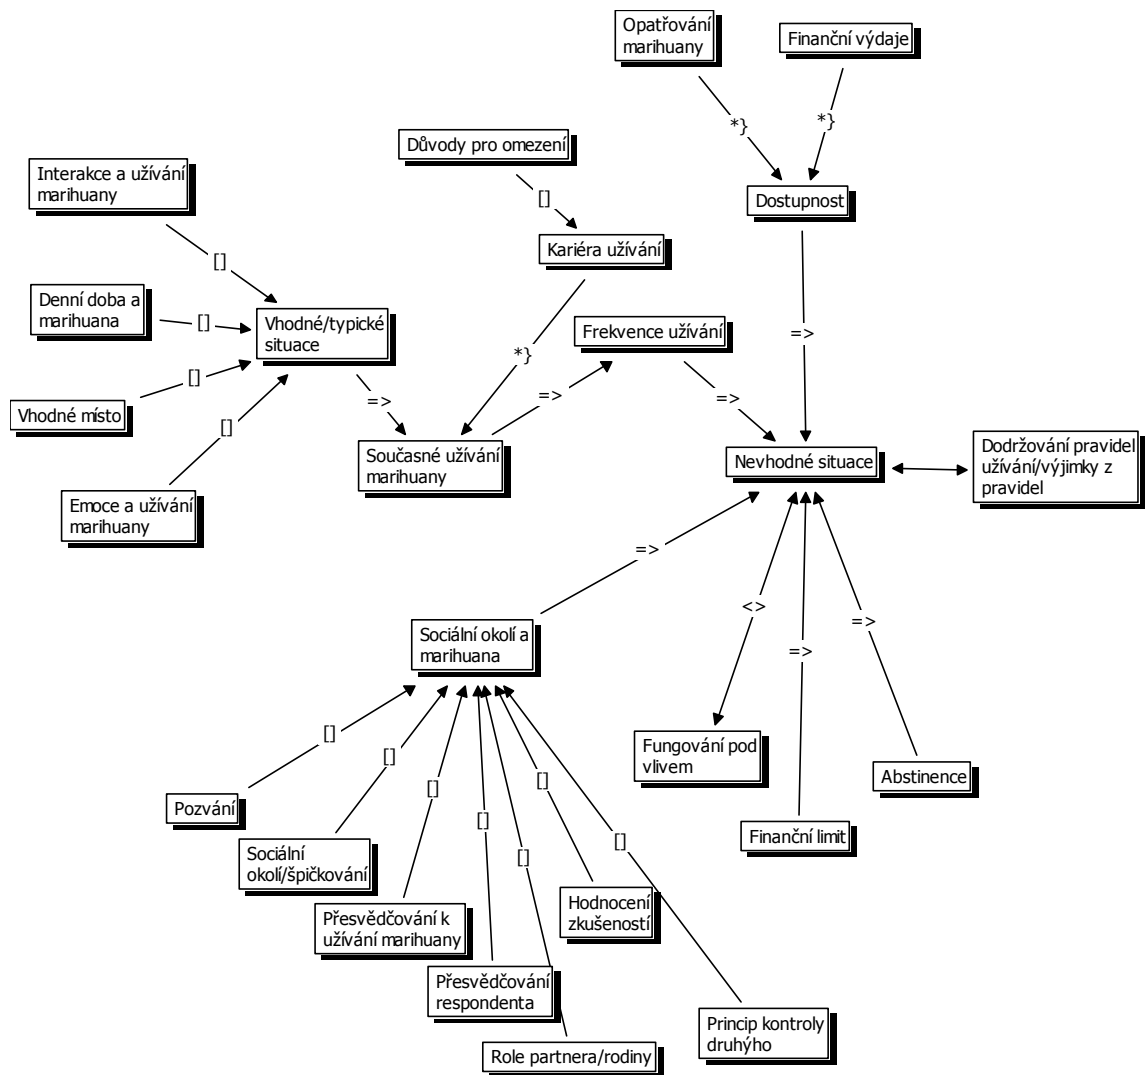 Opatřování
marihuany
Finanční výdaje
*}
*}
Důvody pro omezení
Interakce a užívání
marihuany
[]
Dostupnost
Kariéra užívání
[]
Denní doba a
marihuana
[]
Vhodné/typické
situace
Frekvence užívání
=>
*}
[]
Vhodné místo
=>
=>
=>
[]
Současné užívání
marihuany
Nevhodné situace
Dodržování pravidel
užívání/výjimky z
pravidel
Emoce a užívání
marihuany
=>
<>
=>
Sociální okolí a
marihuana
=>
[]
Fungování pod
vlivem
[]
Abstinence
[]
[]
Pozvání
[]
Finanční limit
[]
[]
Sociální
okolí/špičkování
Hodnocení
zkušeností
Přesvědčování k
užívání marihuany
Přesvědčování
respondenta
Princip kontroly
druhýho
Role partnera/rodiny